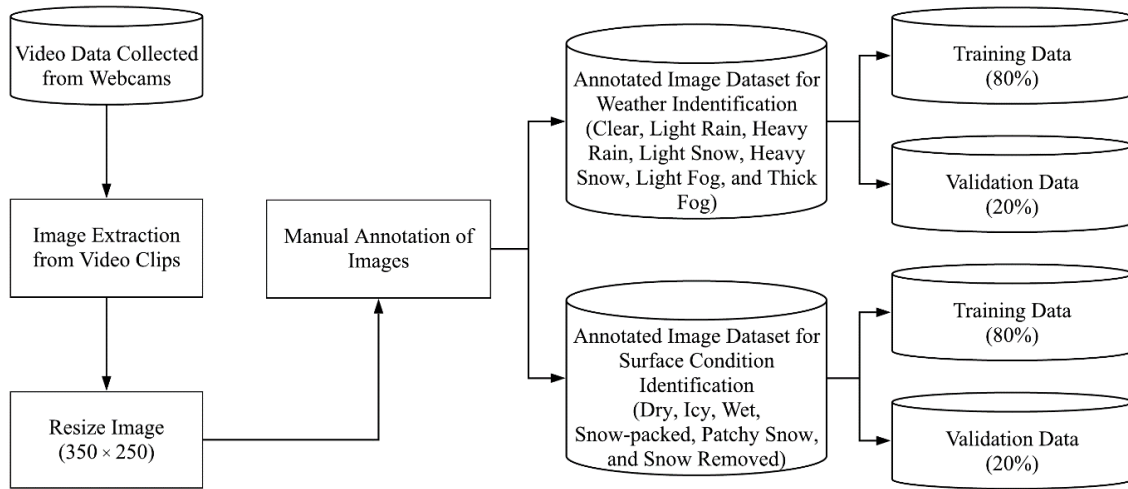 Video Data Collected
from Webcams
Image Extraction
from Video Clips
Resize Image
(350 × 250)
Manual Annotation of
Images
Annotated Image Dataset for
Weather Indentification
(Clear, Light Rain, Heavy
Rain, Light Snow, Heavy
Snow, Light Fog, and Thick
Fog)
Training Data
(80%)
Validation Data
(20%)
Annotated Image Dataset for
Surface Condition
Identification
(Dry, Icy, Wet,
Snow-packed, Patchy Snow,
and Snow Removed)
Training Data
(80%)
Validation Data
(20%)